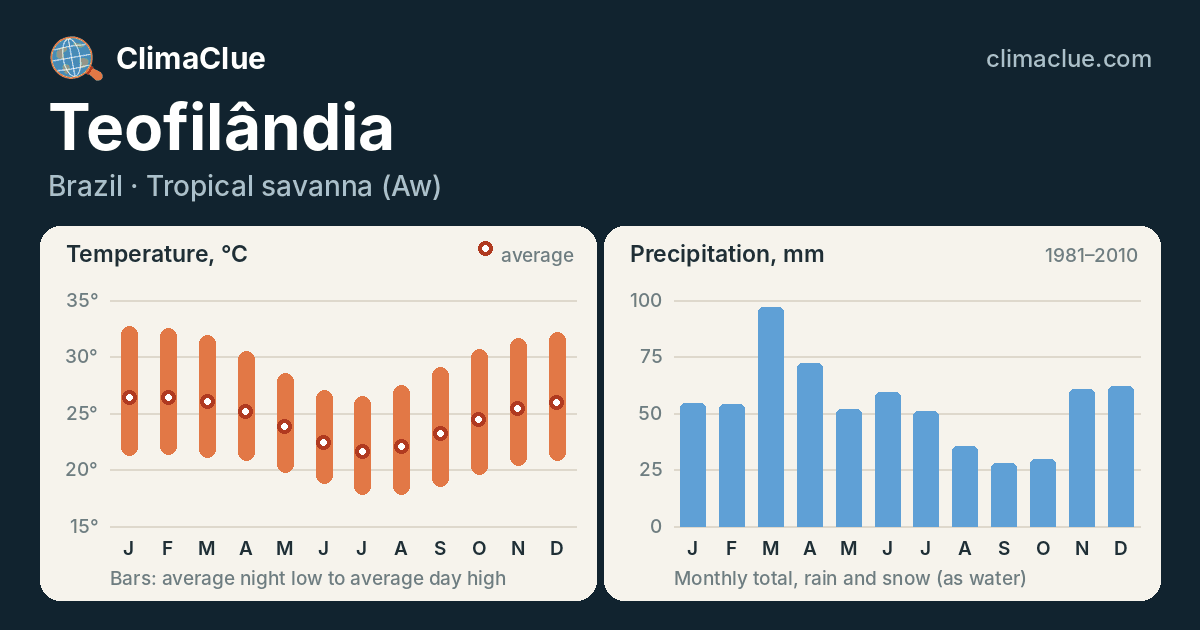 ClimaClue
climaclue.com
Teofilândia
Brazil · Tropical savanna (Aw)
Temperature, °C
average
35°
30°
25°
20°
15°
J F M A M J J A S O N D
Bars: average night low to average day high
Precipitation, mm
1981–2010
100
75
50
25
0
J F M A M J J A S O N D
Monthly total, rain and snow (as water)